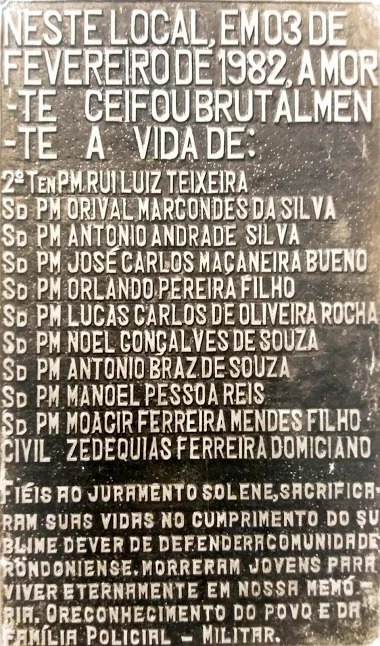 NESTE LOCAL, EM 03 DE
FEVEREIRO DE 1982, A MOR
-TE CEIFOU BRUTALMEN
-TE A VIDA DE:
2º TEN PM. RUI LUIZ TEIXEIRA
SD PM ORIVAL MARCONDES DA SILVA
SD PM ANTONIO ANDRADE SILVA
SD PM JOSÉ CARLOS MAÇANEIRA BUENO
SD PM ORLANDO PEREIRA FILHO
SD PM LUCAS CARLOS DE OLIVEIRA ROCHA
SD PM NOEL GONÇALVES DE SOUZA
SD PM ANTONIO BRAZ DE SOUZA
SD PM MANOEL PESSOA REIS
SD PM MOACIR FERREIRA MENDES FILHO
CIVIL ZEDEQUIAS FERREIRA DOMICIANO
FIÉIS AO JURAMENTO SOLENE, SACRIFICA-
RAM SUAS VIDAS NO CUMPRIMENTO DO SU
BLIME DEVER DE DEFENDER A COMUNIDADE
RONDONIENSE. MORRERAM JOVENS PARA
VIVER ETERNAMENTE EM NOSSA MEMÓ-
RIA. O RECONHECIMENTO DO POVO E DA
FAMÍLIA POLICIAL - MILITAR.